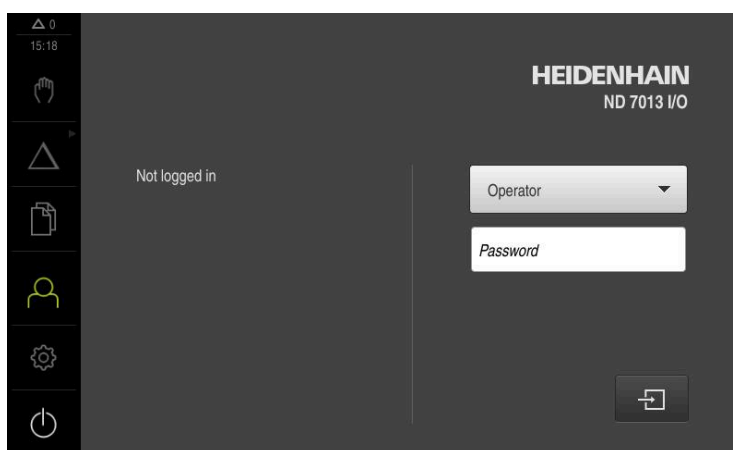 0
15:18
HEIDENHAIN
ND 7013 I/O
Not logged in
Operator
Password